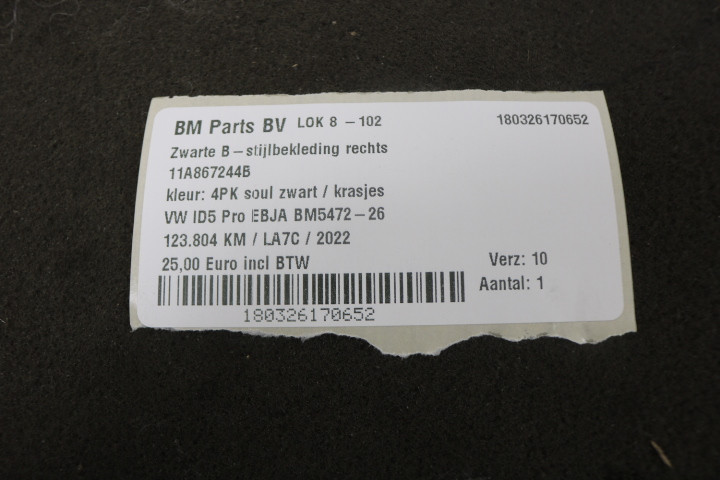 BM Parts BV LOK 8 - 102 180326170652
Zwarte B-stijlbekleding rechts
11A867244B
kleur: 4PK soul zwart / krasjes
VW ID5 Pro EBJA BM5472-26
123.804 KM / LA7C / 2022
25,00 Euro incl BTW Verz: 10
Aantal: 1
180326170652